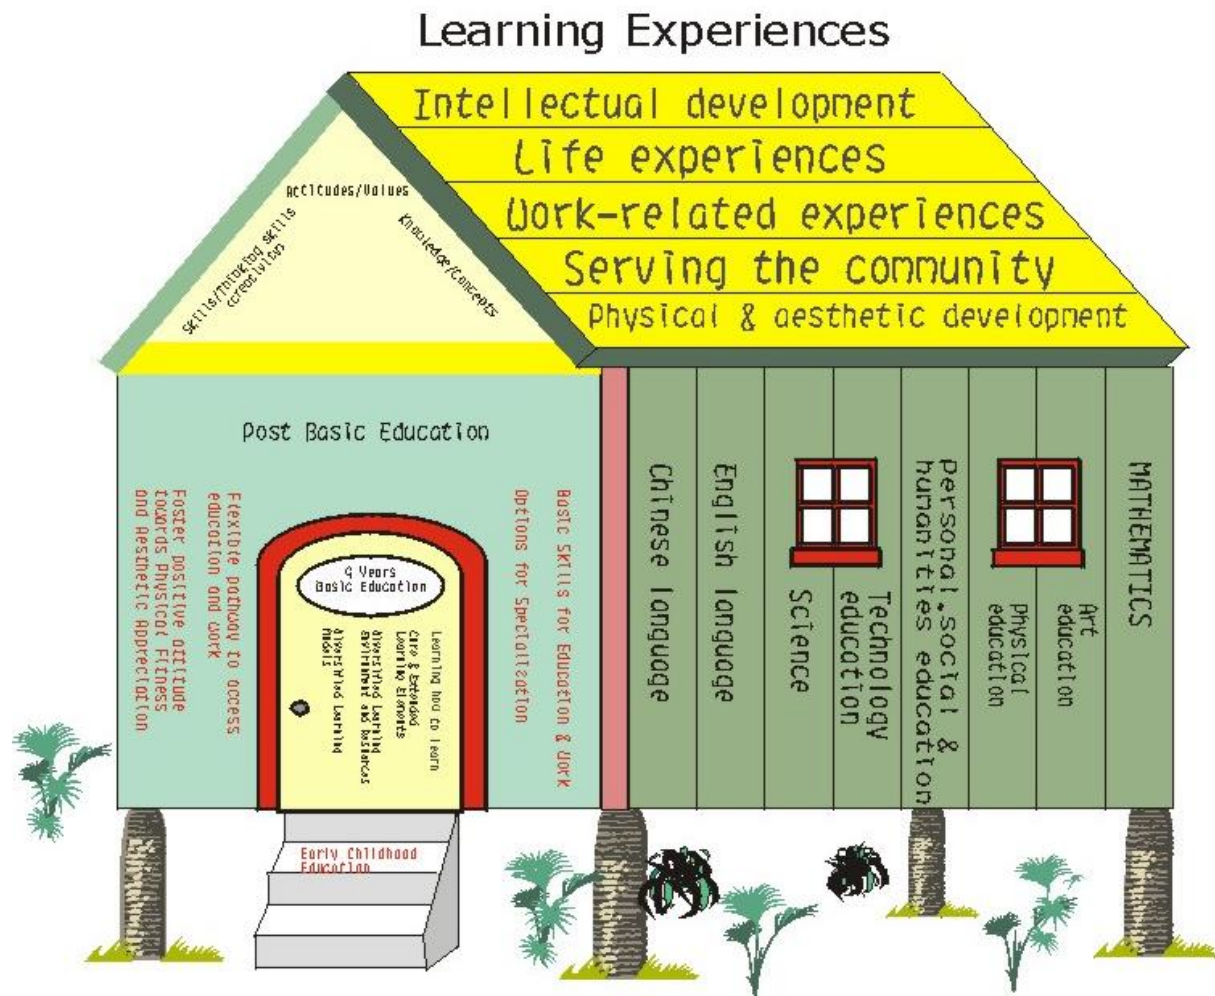 Learning Experiences
Intellectual development
Life experiences
Work-related experiences
Serving the community
Physical & aesthetic development
Attitudes/Values
Skills/Thinking skills
(creativity)
Knowledge/Concepts
Post Basic Education
Foster positive attitude
towards Physical Fitness
and Aesthetic Appreciation
Flexible pathway to access
education and work
9 Years
Basic Education
Learning how to learn
Core & Extended
Learning Elements
diversified Learning
Environment and Resources
diversified Learning
Models
Options for Specialization
Basic Skills for Education & Work
Early Childhood
Education
Chinese language
English language
Science
Technology
education
Personal.social &
humanities education
Physical
education
Art
education
MATHEMATICS